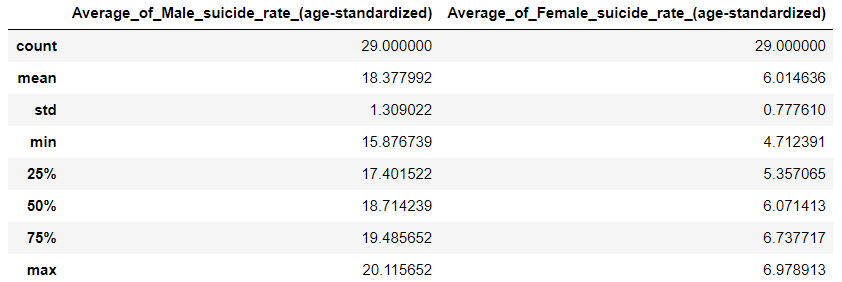 Average_of_Male_suicide_rate_(age-standardized) Average_of_Female_suicide_rate_(age-standardized)
count 29.000000 29.000000
mean 18.377992 6.014636
std 1.309022 0.777610
min 15.876739 4.712391
25% 17.401522 5.357065
50% 18.714239 6.071413
75% 19.485652 6.737717
max 20.115652 6.978913